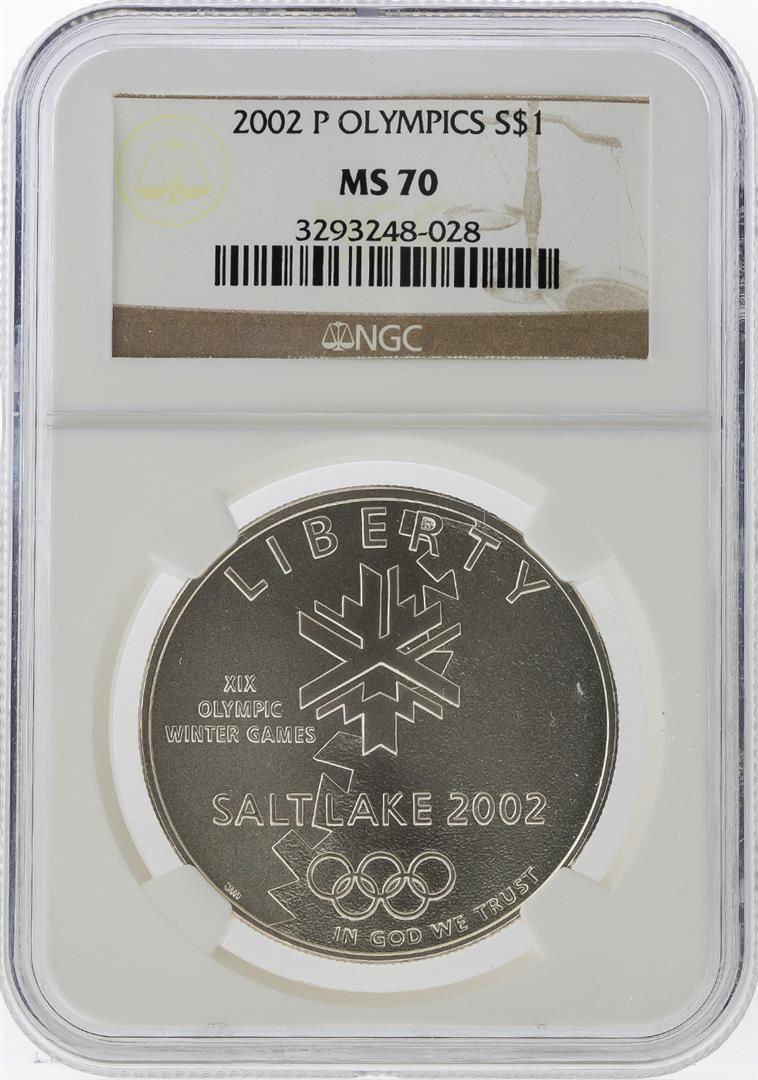 2002 P OLYMPICS S$1
MS 70
3293248-028
NGC
LIBERTY
XIX
OLYMPIC
WINTER GAMES
SALT LAKE 2002
IN GOD WE TRUST